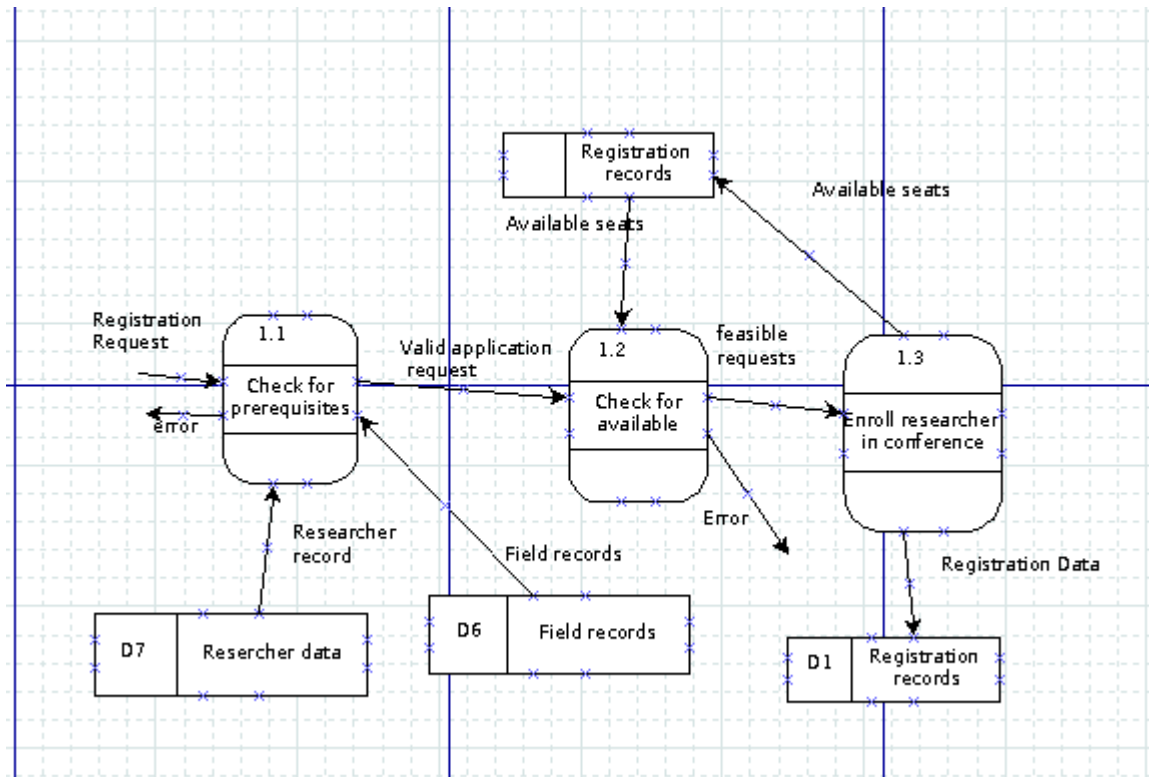 Registration
records
Available seats
Available seats
Registration
Request
error
1.1
Check for
prerequisites
Valid application
request
1.2
Check for
available
feasible
requests
1.3
Enroll researcher
in conference
Error
Researcher
record
Field records
Registration Data
D7
Resercher data
D6
Field records
D1
Registration
records